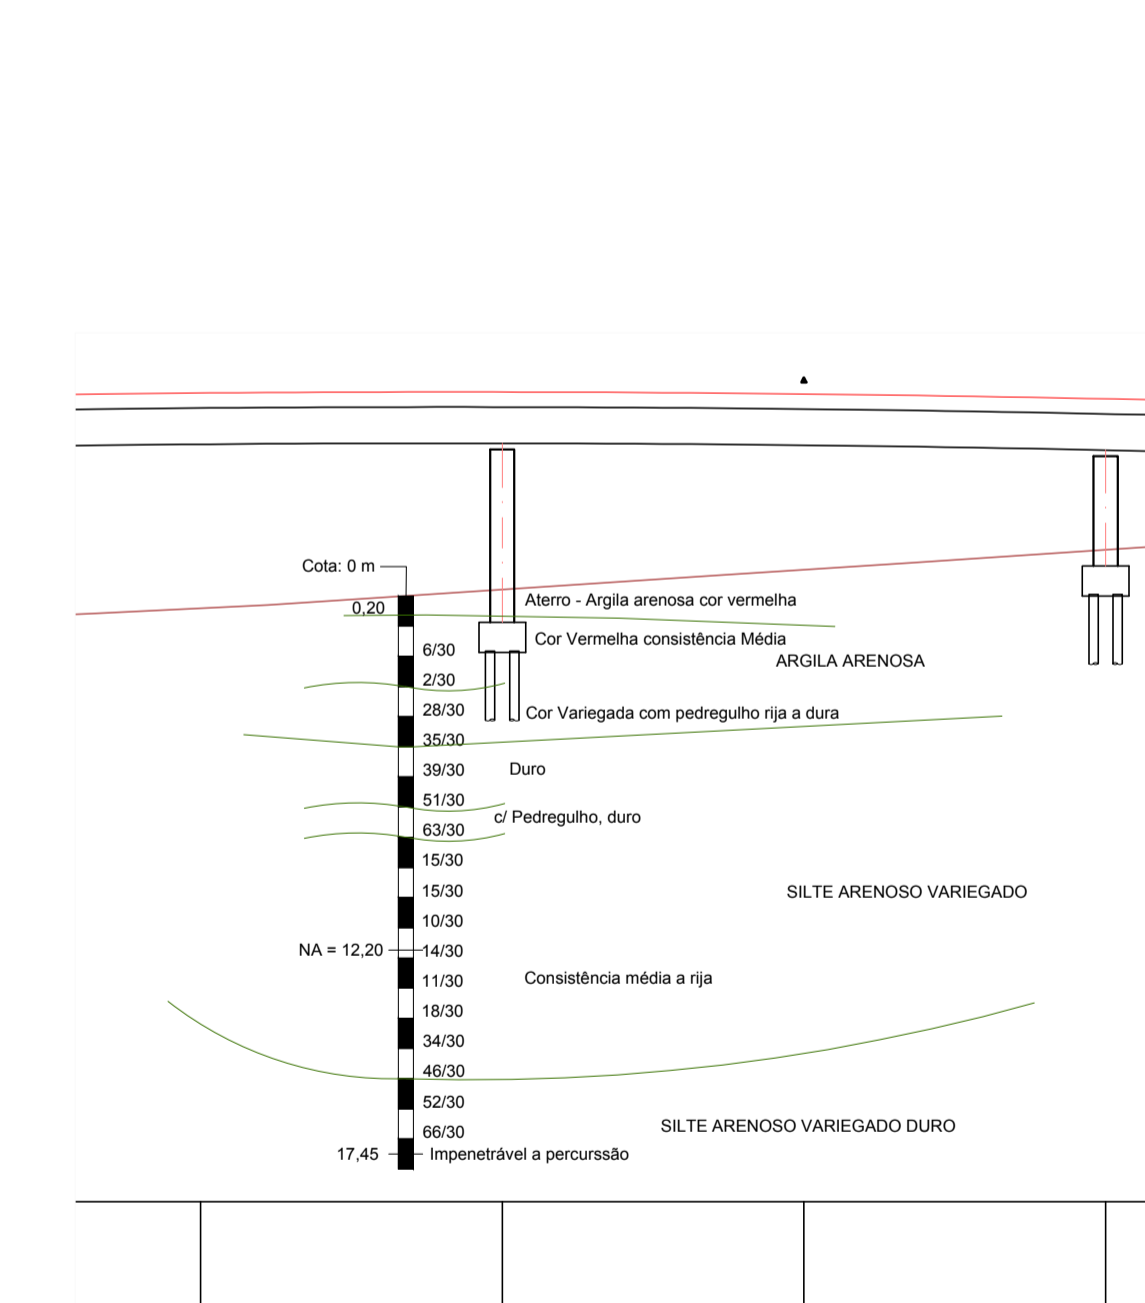 Cota: 0 m
0,20
Aterro - Argila arenosa cor vermelha
Cor Vermelha consistência Média
6/30
ARGILA ARENOSA
2/30
28/30
Cor Variegada com pedregulho rija a dura
35/30
39/30
Duro
51/30
c/ Pedregulho, duro
63/30
15/30
15/30
SILTE ARENOSO VARIEGADO
10/30
NA = 12,20
14/30
11/30
Consistência média a rija
18/30
34/30
46/30
52/30
SILTE ARENOSO VARIEGADO DURO
66/30
17,45
Impenetrável a percurssão